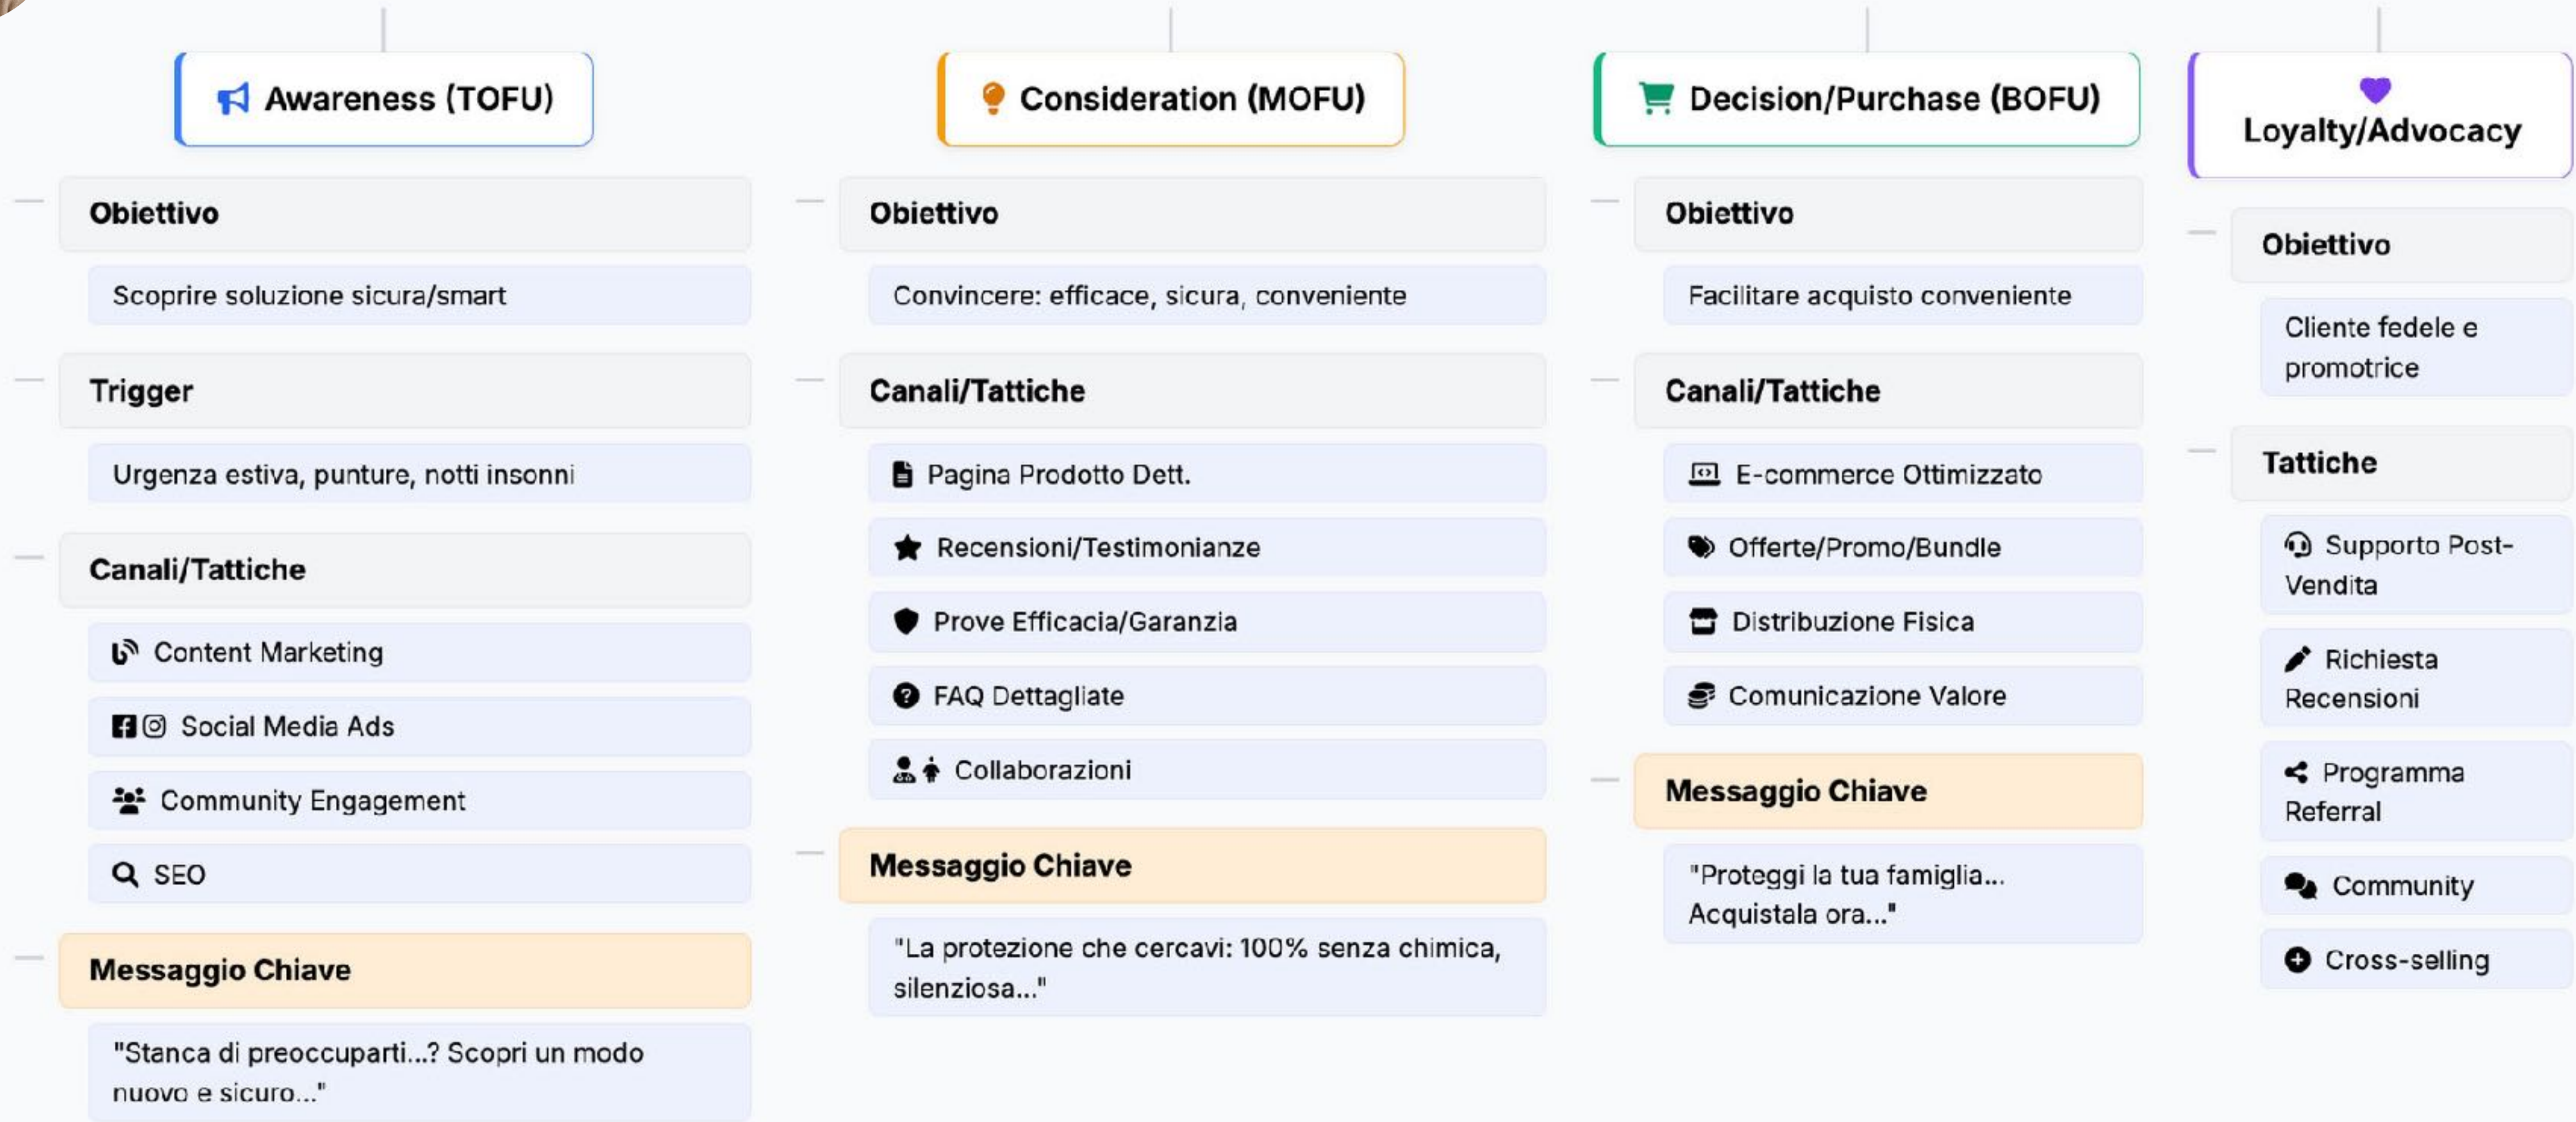 Awareness (TOFU)
Obiettivo
Scoprire soluzione sicura/smart
Trigger
Urgenza estiva, punture, notti insonni
Canali/Tattiche
Content Marketing
Social Media Ads
Community Engagement
SEO
Messaggio Chiave
"Stanca di preoccuparti...? Scopri un modo
nuovo e sicuro..."
Consideration (MOFU)
Obiettivo
Convincere: efficace, sicura, conveniente
Canali/Tattiche
Pagina Prodotto Dett.
Recensioni/Testimonianze
Prove Efficacia/Garanzia
FAQ Dettagliate
Collaborazioni
Messaggio Chiave
"La protezione che cercavi: 100% senza chimica,
silenziosa..."
Decision/Purchase (BOFU)
Obiettivo
Facilitare acquisto conveniente
Canali/Tattiche
E-commerce Ottimizzato
Offerte/Promo/Bundle
Distribuzione Fisica
Comunicazione Valore
Messaggio Chiave
"Proteggi la tua famiglia...
Acquistala ora..."
Loyalty/Advocacy
Obiettivo
Cliente fedele e
promotrice
Tattiche
Supporto Post-
Vendita
Richiesta
Recensioni
Programma
Referral
Community
Cross-selling